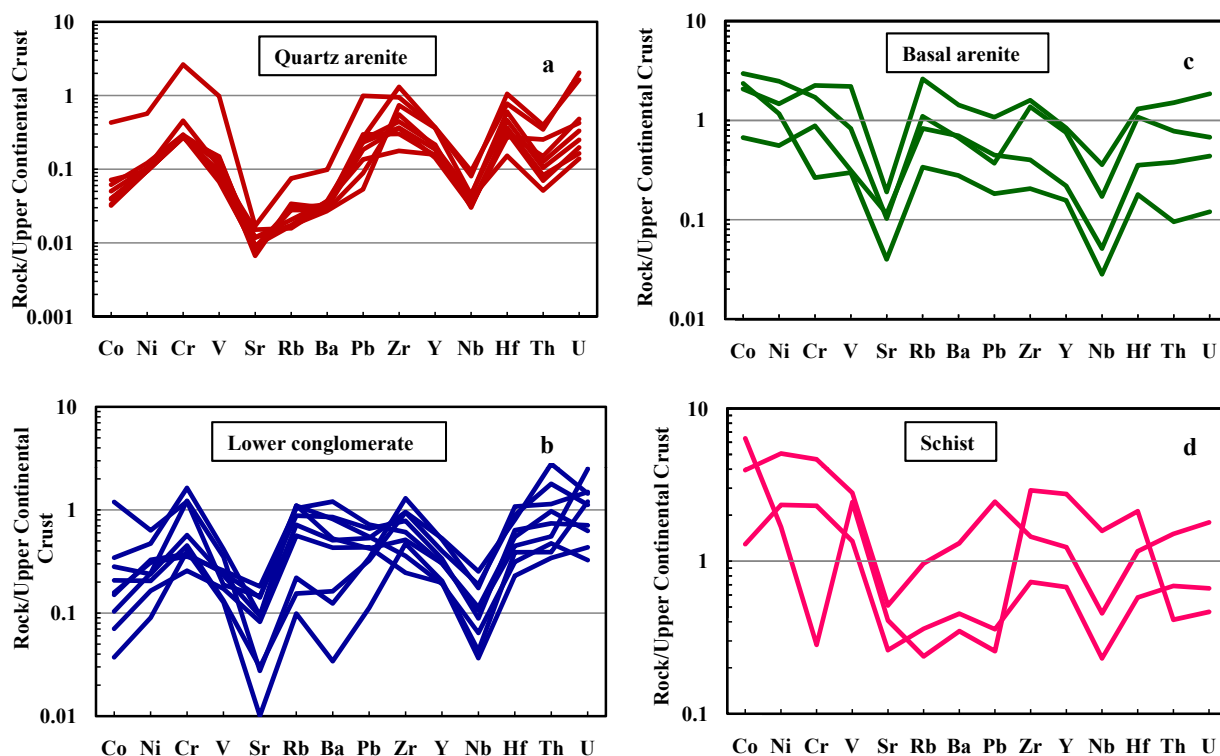 Rock/Upper Continental Crust
10
1
0.1
0.01
0.001
Quartz arenite
a
Co Ni Cr V Sr Rb Ba Pb Zr Y Nb Hf Th U
Rock/Upper Continental Crust
10
1
0.1
0.01
Basal arenite
c
Co Ni Cr V Sr Rb Ba Pb Zr Y Nb Hf Th U
Rock/Upper Continental
Crust
10
1
0.1
0.01
Lower conglomerate
b
Co Ni Cr V Sr Rb Ba Pb Zr Y Nb Hf Th U
Rock/Upper Continental Crust
10
1
0.1
Schist
d
Co Ni Cr V Sr Rb Ba Pb Zr Y Nb Hf Th U